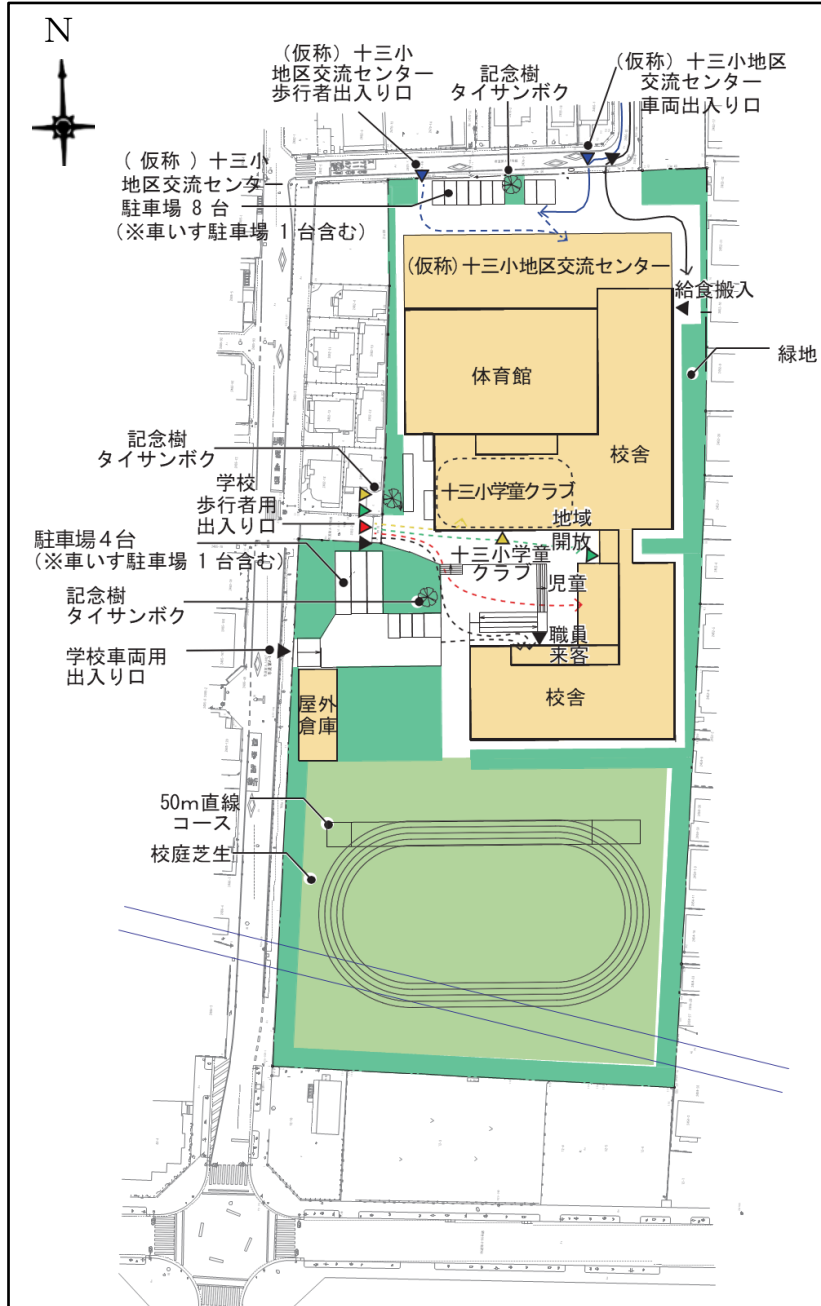 N
（仮称）十三小
地区交流センター
歩行者出入り口
記念樹
タイサンボク
（仮称）十三小地区
交流センター
車両出入り口
（仮称）十三小
地区交流センター
駐車場 8 台
（※車いす駐車場 1 台含む）
（仮称）十三小地区交流センター
給食搬入
緑地
体育館
校舎
記念樹
タイサンボク
十三小学童クラブ
学校
歩行者用
出入り口
地域
開放
駐車場４台
（※車いす駐車場 1 台含む）
十三小学童
クラブ
児童
記念樹
タイサンボク
職員
来客
学校車両用
出入り口
校舎
屋外
倉庫
50ｍ直線
コース
校庭芝生